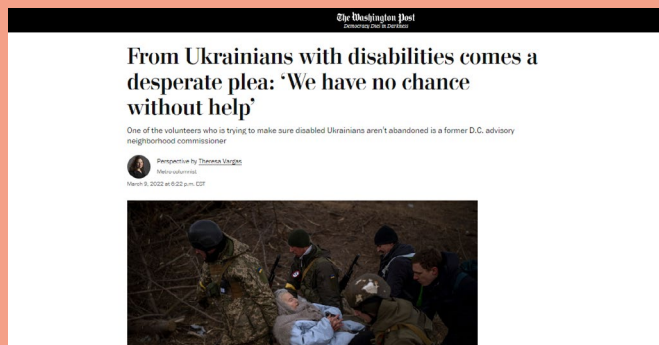 The Washington Post
Democracy Dies in Darkness
From Ukrainians with disabilities comes a
desperate plea: ‘We have no chance
without help’
One of the volunteers who is trying to make sure disabled Ukrainians aren’t abandoned is a former D.C. advisory
neighborhood commissioner
Perspective by Theresa Vargas
Metro columnist
March 9, 2022 at 6:22 p.m. CST